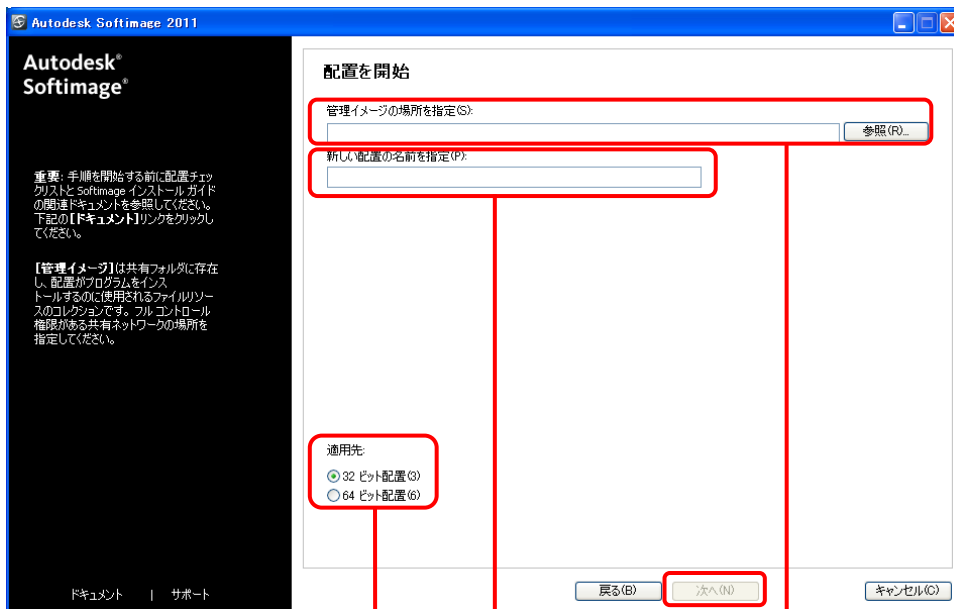 Autodesk Softimage 2011
Autodesk®
Softimage®
重要: 手順を開始する前に配置チェッ
クリストと Softimage インストール ガイド
の関連ドキュメントを参照してください。
下記の[ドキュメント]リンクをクリックし
てください。
[管理イメージ]は共有フォルダに存在
し、配置がプログラムをインス
トールするのに使用されるファイルリソー
スのコレクションです。フル コントロール
権限がある共有ネットワークの場所を
指定してください。
ドキュメント | サポート
配置を開始
管理イメージの場所を指定(S):
参照(R)...
新しい配置の名前を指定(P):
適用先:
32 ビット配置(3)
64 ビット配置(6)
戻る(B)
次へ(N)
キャンセル(C)